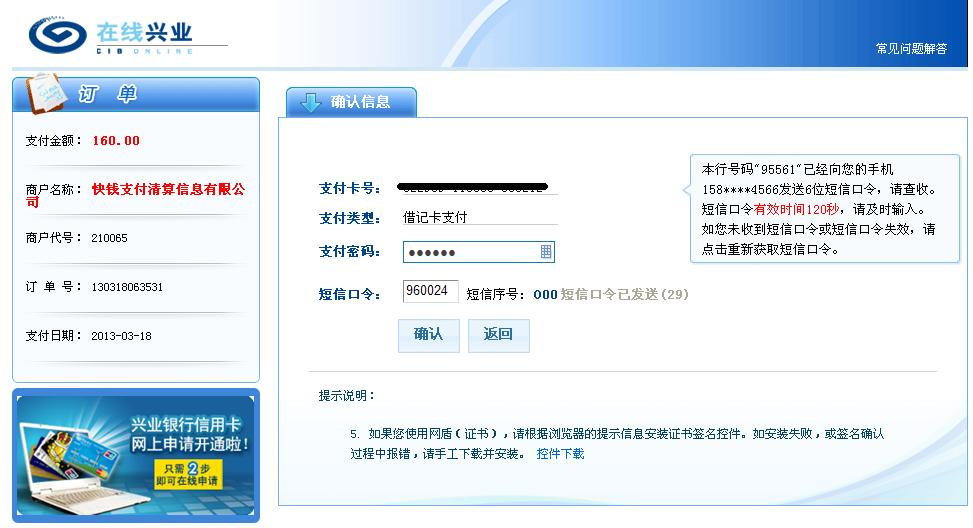 在线兴业
CIB ONLINE
常见问题解答
订 单
支付金额： 160.00
商户名称： 快钱支付清算信息有限公
司
商户代号： 210065
订 单 号： 130318063531
支付日期： 2013-03-18
兴业银行信用卡
网上申请开通啦！
只需2步
即可在线申请
确认信息
支付卡号：
支付类型： 借记卡支付
支付密码： ●●●●●●
短信口令： 960024 短信序号：000 短信口令已发送(29)
确认 返回
本行号码"95561"已经向您的手机
158****4566发送6位短信口令，请查收。
短信口令有效时间120秒，请及时输入。
如您未收到短信口令或短信口令失效，请
点击重新获取短信口令。
提示说明：
5. 如果您使用网盾（证书），请根据浏览器的提示信息安装证书签名控件。如安装失败，或签名确认
过程中报错，请手工下载并安装。 控件下载